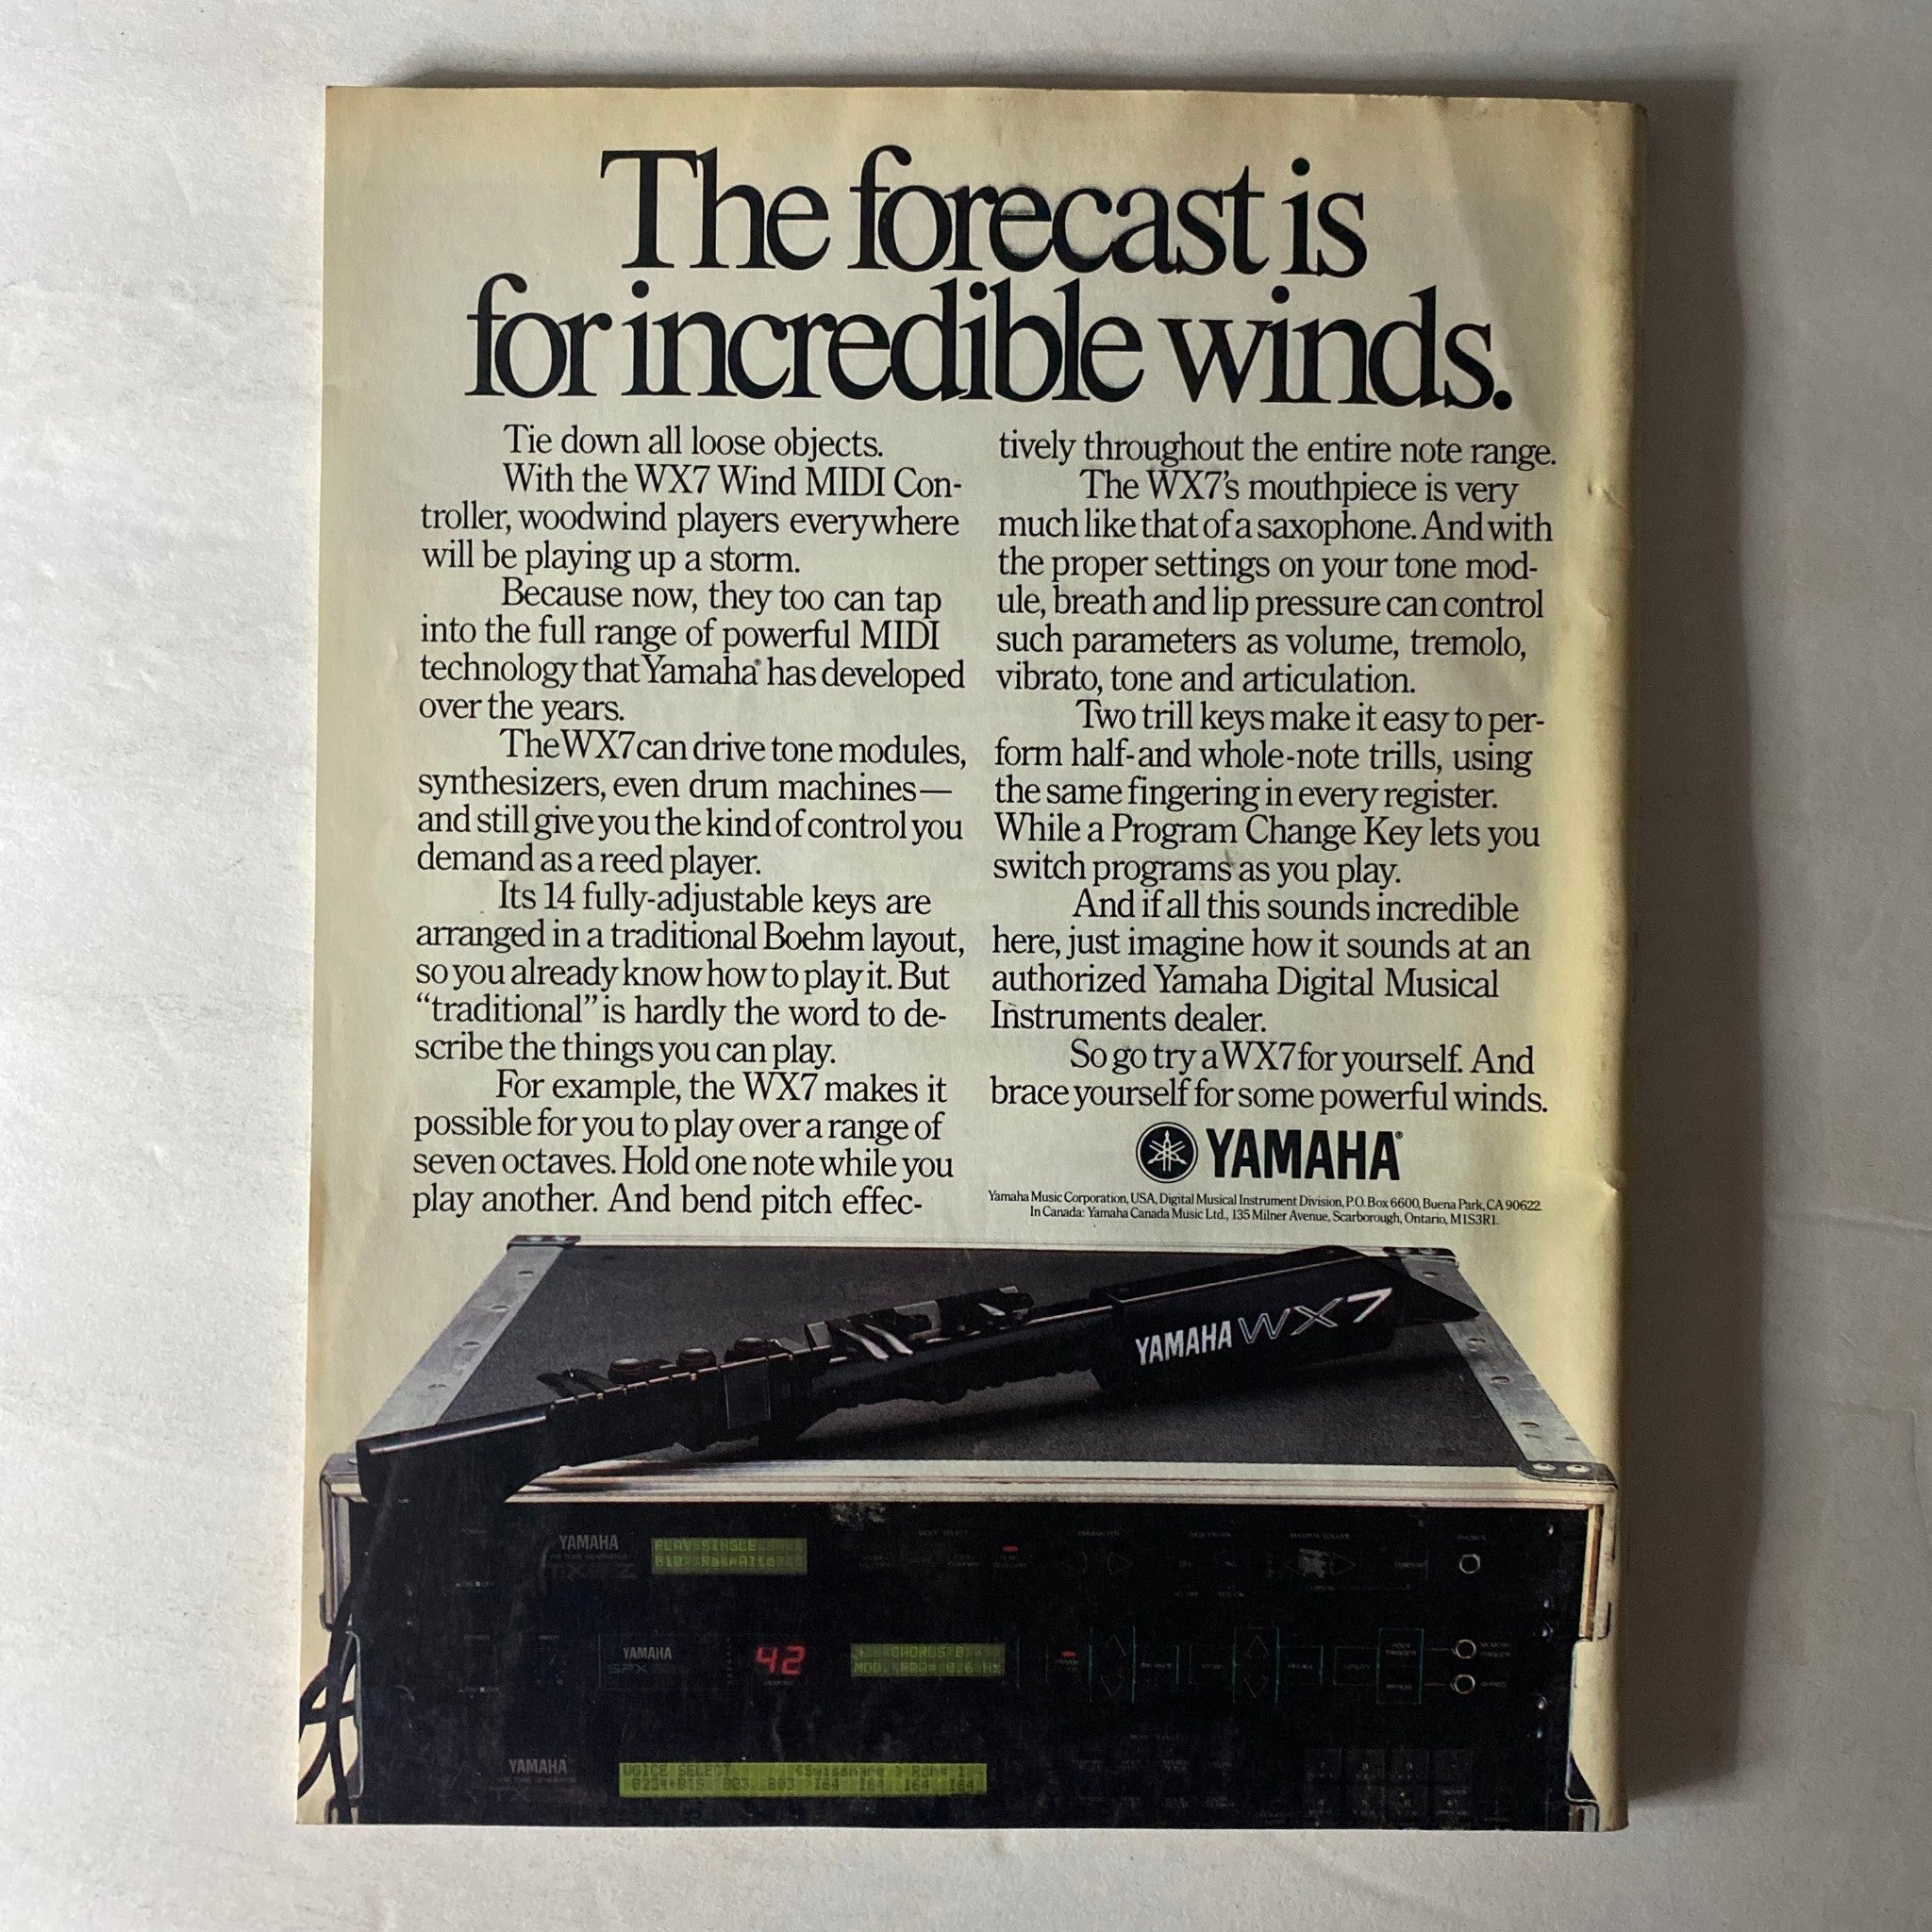 The forecast is
for incredible winds.
Tie down all loose objects.
With the WX7 Wind MIDI Con-
troller, woodwind players everywhere
will be playing up a storm.
Because now, they too can tap
into the full range of powerful MIDI
technology that Yamaha® has developed
over the years.
The WX7 can drive tone modules,
synthesizers, even drum machines—
and still give you the kind of control you
demand as a reed player.
Its 14 fully-adjustable keys are
arranged in a traditional Boehm layout,
so you already know how to play it. But
“traditional” is hardly the word to de-
scribe the things you can play.
For example, the WX7 makes it
possible for you to play over a range of
seven octaves. Hold one note while you
play another. And bend pitch effec-
tively throughout the entire note range.
The WX7’s mouthpiece is very
much like that of a saxophone. And with
the proper settings on your tone mod-
ule, breath and lip pressure can control
such parameters as volume, tremolo,
vibrato, tone and articulation.
Two trill keys make it easy to per-
form half-and whole-note trills, using
the same fingering in every register.
While a Program Change Key lets you
switch programs as you play.
And if all this sounds incredible
here, just imagine how it sounds at an
authorized Yamaha Digital Musical
Instruments dealer.
So go try a WX7 for yourself. And
brace yourself for some powerful winds.
YAMAHA®
Yamaha Music Corporation, USA, Digital Musical Instrument Division, P.O. Box 6600, Buena Park, CA 90622.
In Canada: Yamaha Canada Music Ltd., 135 Milner Avenue, Scarborough, Ontario, M1S3R1.
YAMAHA WX7
YAMAHA
PLAY SINGLE
YAMAHA
SPX
42
CHORUS B
MOD. FRQ= 0.6 Hz
YAMAHA
VOICE SELECT